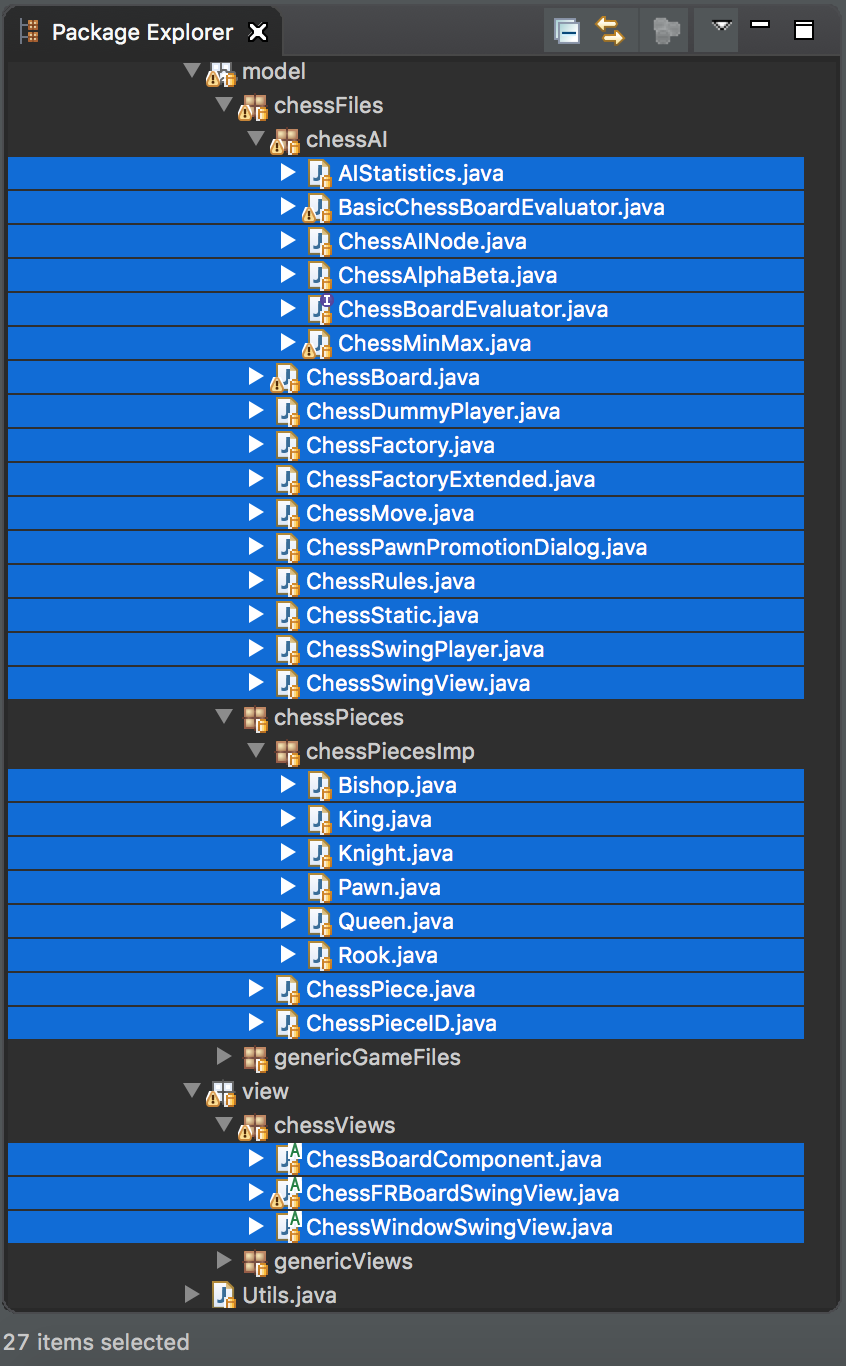 Package Explorer
model
chessFiles
chessAI
AIStatistics.java
BasicChessBoardEvaluator.java
ChessAINode.java
ChessAlphaBeta.java
ChessBoardEvaluator.java
ChessMinMax.java
ChessBoard.java
ChessDummyPlayer.java
ChessFactory.java
ChessFactoryExtended.java
ChessMove.java
ChessPawnPromotionDialog.java
ChessRules.java
ChessStatic.java
ChessSwingPlayer.java
ChessSwingView.java
chessPieces
chessPiecesImp
Bishop.java
King.java
Knight.java
Pawn.java
Queen.java
Rook.java
ChessPiece.java
ChessPieceID.java
genericGameFiles
view
chessViews
ChessBoardComponent.java
ChessFRBoardSwingView.java
ChessWindowSwingView.java
genericViews
Utils.java
27 items selected